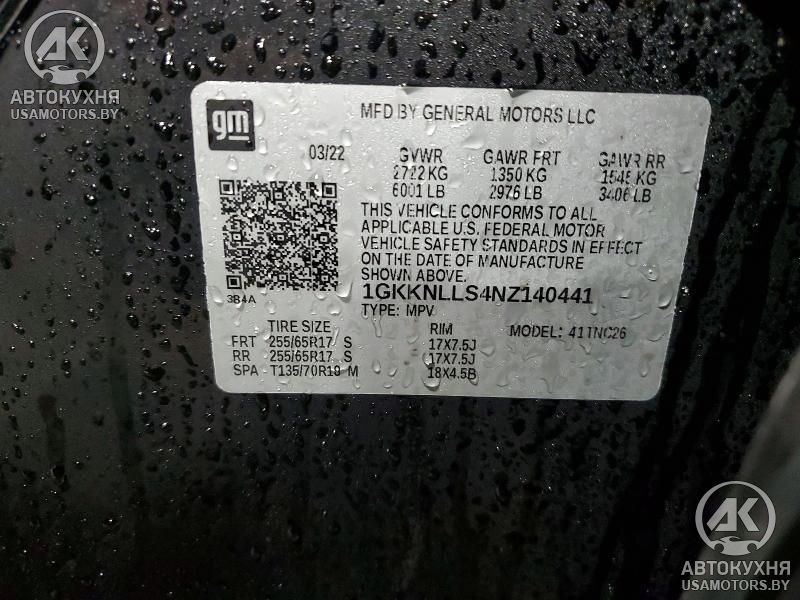 AK
АВТОКУХНЯ
USAMOTORS.BY
gm
MFD BY GENERAL MOTORS LLC
03/22 GVWR GAWR FRT GAWR RR
2722 KG 1350 KG 1545 KG
6001 LB 2976 LB 3406 LB
THIS VEHICLE CONFORMS TO ALL
APPLICABLE U.S. FEDERAL MOTOR
VEHICLE SAFETY STANDARDS IN EFFECT
ON THE DATE OF MANUFACTURE
SHOWN ABOVE.
3B4A
1GKKNLLS4NZ140441
TYPE: MPV
TIRE SIZE RIM MODEL: 411NC26
FRT 255/65R17 S 17X7.5J
RR 255/65R17 S 17X7.5J
SPA T135/70R18 M 18X4.5B
AK
АВТОКУХНЯ
USAMOTORS.BY